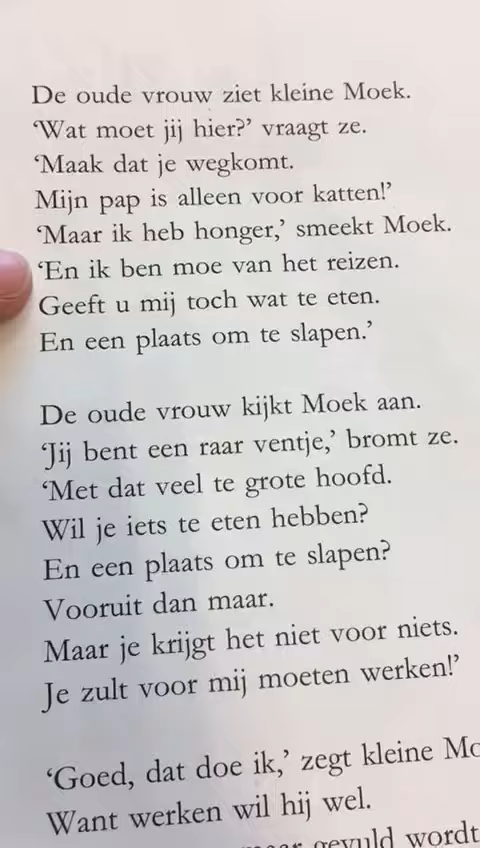 De oude vrouw ziet kleine Moek.
‘Wat moet jij hier?’ vraagt ze.
‘Maak dat je wegkomt.
Mijn pap is alleen voor katten!’
‘Maar ik heb honger,’ smeekt Moek.
‘En ik ben moe van het reizen.
Geeft u mij toch wat te eten.
En een plaats om te slapen.’
De oude vrouw kijkt Moek aan.
‘Jij bent een raar ventje,’ bromt ze.
‘Met dat veel te grote hoofd.
Wil je iets te eten hebben?
En een plaats om te slapen?
Vooruit dan maar.
Maar je krijgt het niet voor niets.
Je zult voor mij moeten werken!’
‘Goed, dat doe ik,’ zegt kleine Mo
Want werken wil hij wel.
gevuld wordt